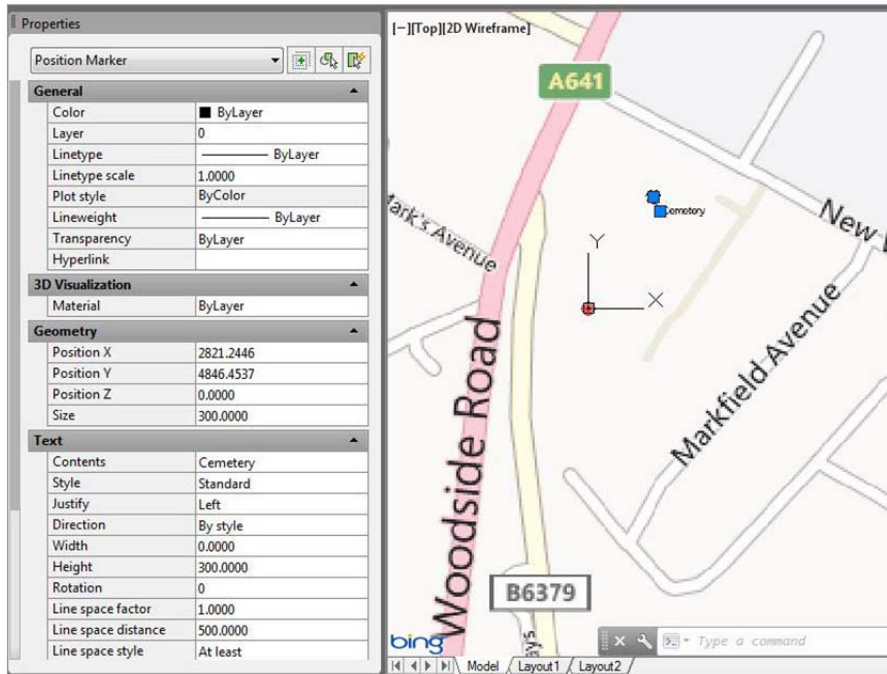 Properties
Position Marker
General
Color ByLayer
Layer 0
Linetype ByLayer
Linetype scale 1.0000
Plot style ByColor
Lineweight ByLayer
Transparency ByLayer
Hyperlink
3D Visualization
Material ByLayer
Geometry
Position X 2821.2446
Position Y 4846.4537
Position Z 0.0000
Size 300.0000
Text
Contents Cemetery
Style Standard
Justify Left
Direction By style
Width 0.0000
Height 300.0000
Rotation 0
Line space factor 1.0000
Line space distance 500.0000
Line space style At least
[−][Top][2D Wireframe]
A641
Mark's Avenue
Cemetery
New
Y
X
Woodside Road
Markfield Avenue
B6379
bing
Type a command
Model Layout1 Layout2